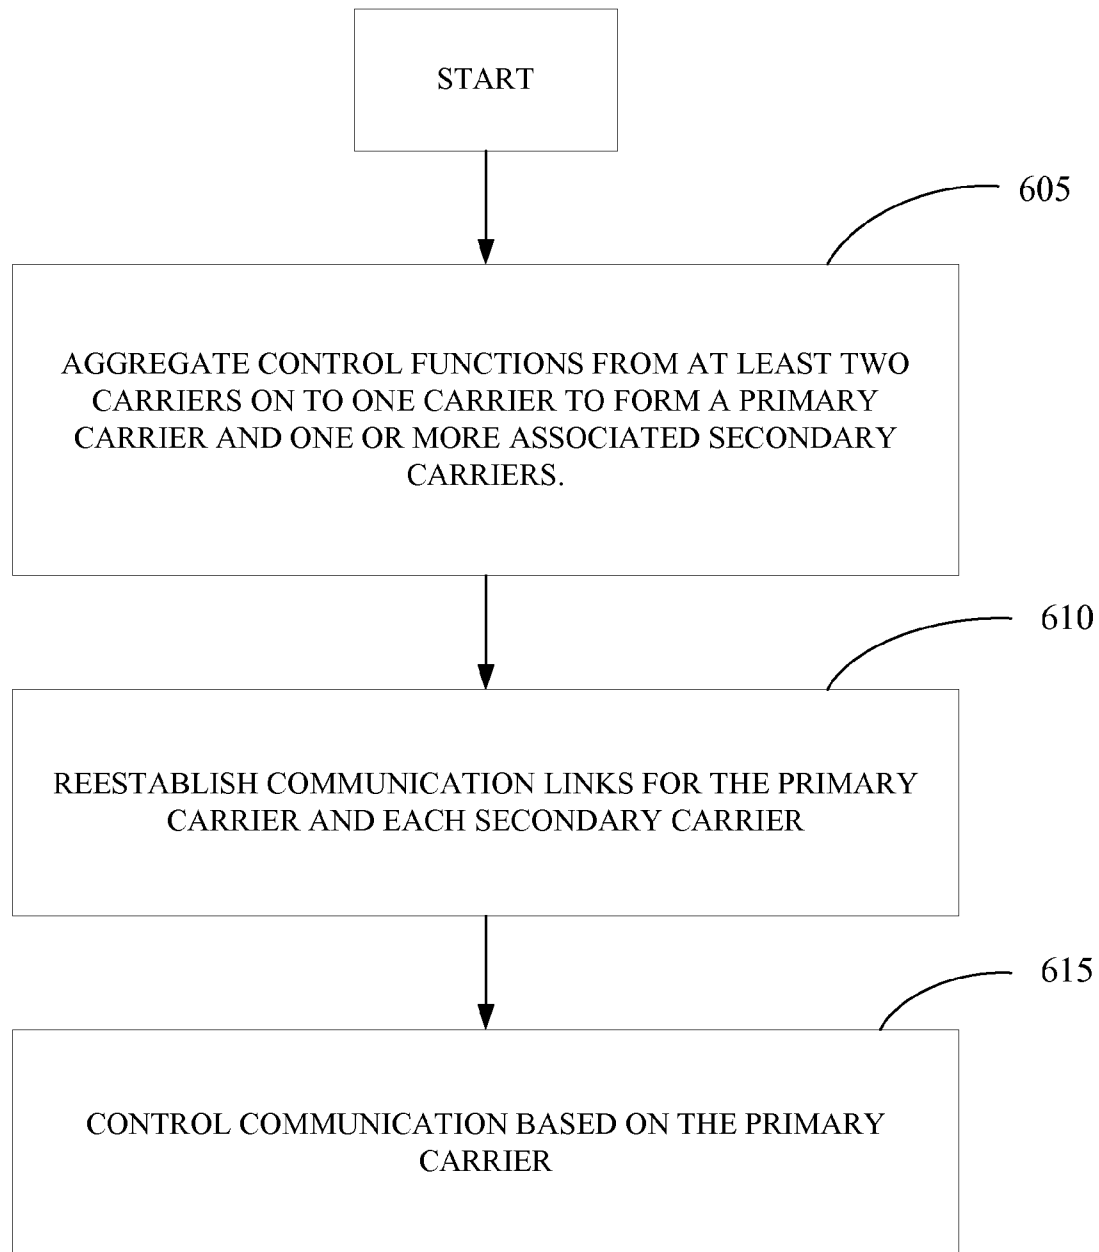 START
605
AGGREGATE CONTROL FUNCTIONS FROM AT LEAST TWO
CARRIERS ON TO ONE CARRIER TO FORM A PRIMARY
CARRIER AND ONE OR MORE ASSOCIATED SECONDARY
CARRIERS.
610
REESTABLISH COMMUNICATION LINKS FOR THE PRIMARY
CARRIER AND EACH SECONDARY CARRIER
615
CONTROL COMMUNICATION BASED ON THE PRIMARY
CARRIER